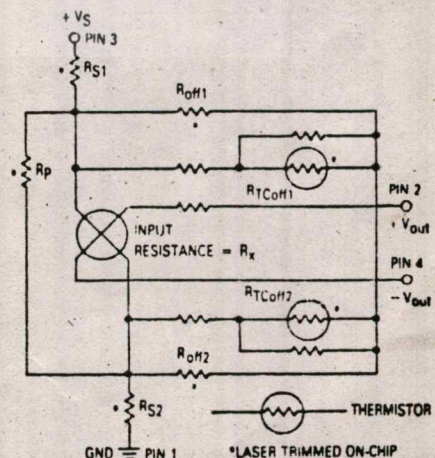 + VS
PIN 3
* RS1
Roff1
*
* Rp
*
RTCoff1
PIN 2
+ Vout
INPUT
RESISTANCE = Rx
PIN 4
– Vout
RTCoff2
*
Roff2
*
* RS2
THERMISTOR
GND PIN 1
*LASER TRIMMED ON-CHIP